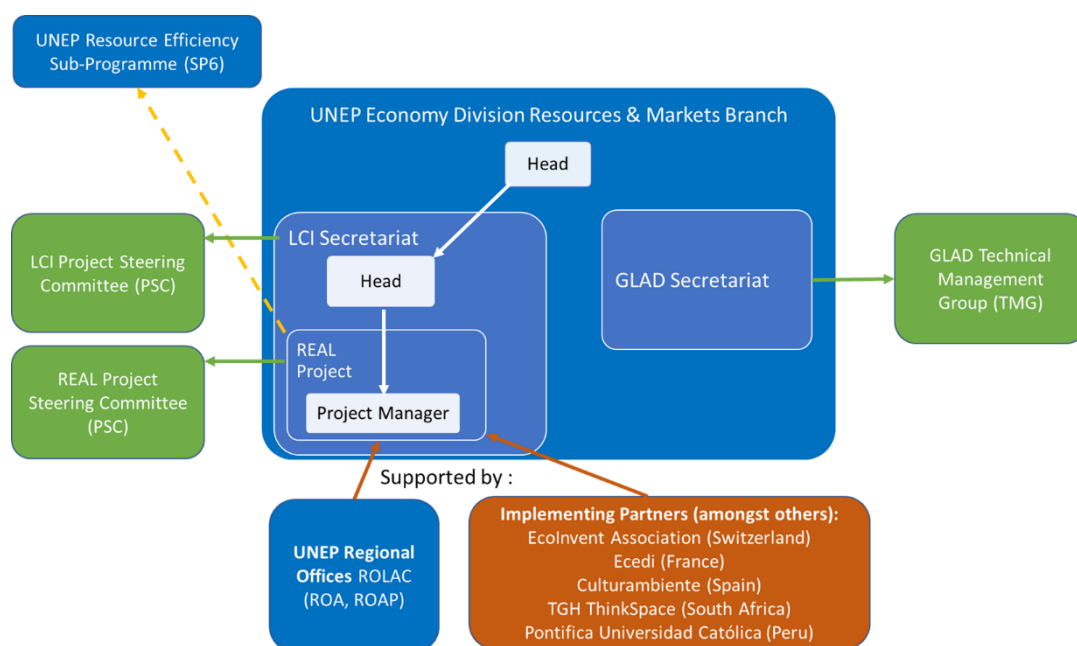 UNEP Resource Efficiency
Sub-Programme (SP6)
UNEP Economy Division Resources & Markets Branch
Head
LCI Secretariat
Head
REAL
Project
Project Manager
GLAD Secretariat
LCI Project Steering
Committee (PSC)
REAL Project
Steering Committee
(PSC)
GLAD Technical
Management
Group (TMG)
Supported by :
UNEP Regional
Offices ROLAC
(ROA, ROAP)
Implementing Partners (amongst others):
EcoInvent Association (Switzerland)
Ecedi (France)
Culturambiente (Spain)
TGH ThinkSpace (South Africa)
Pontifica Universidad Católica (Peru)